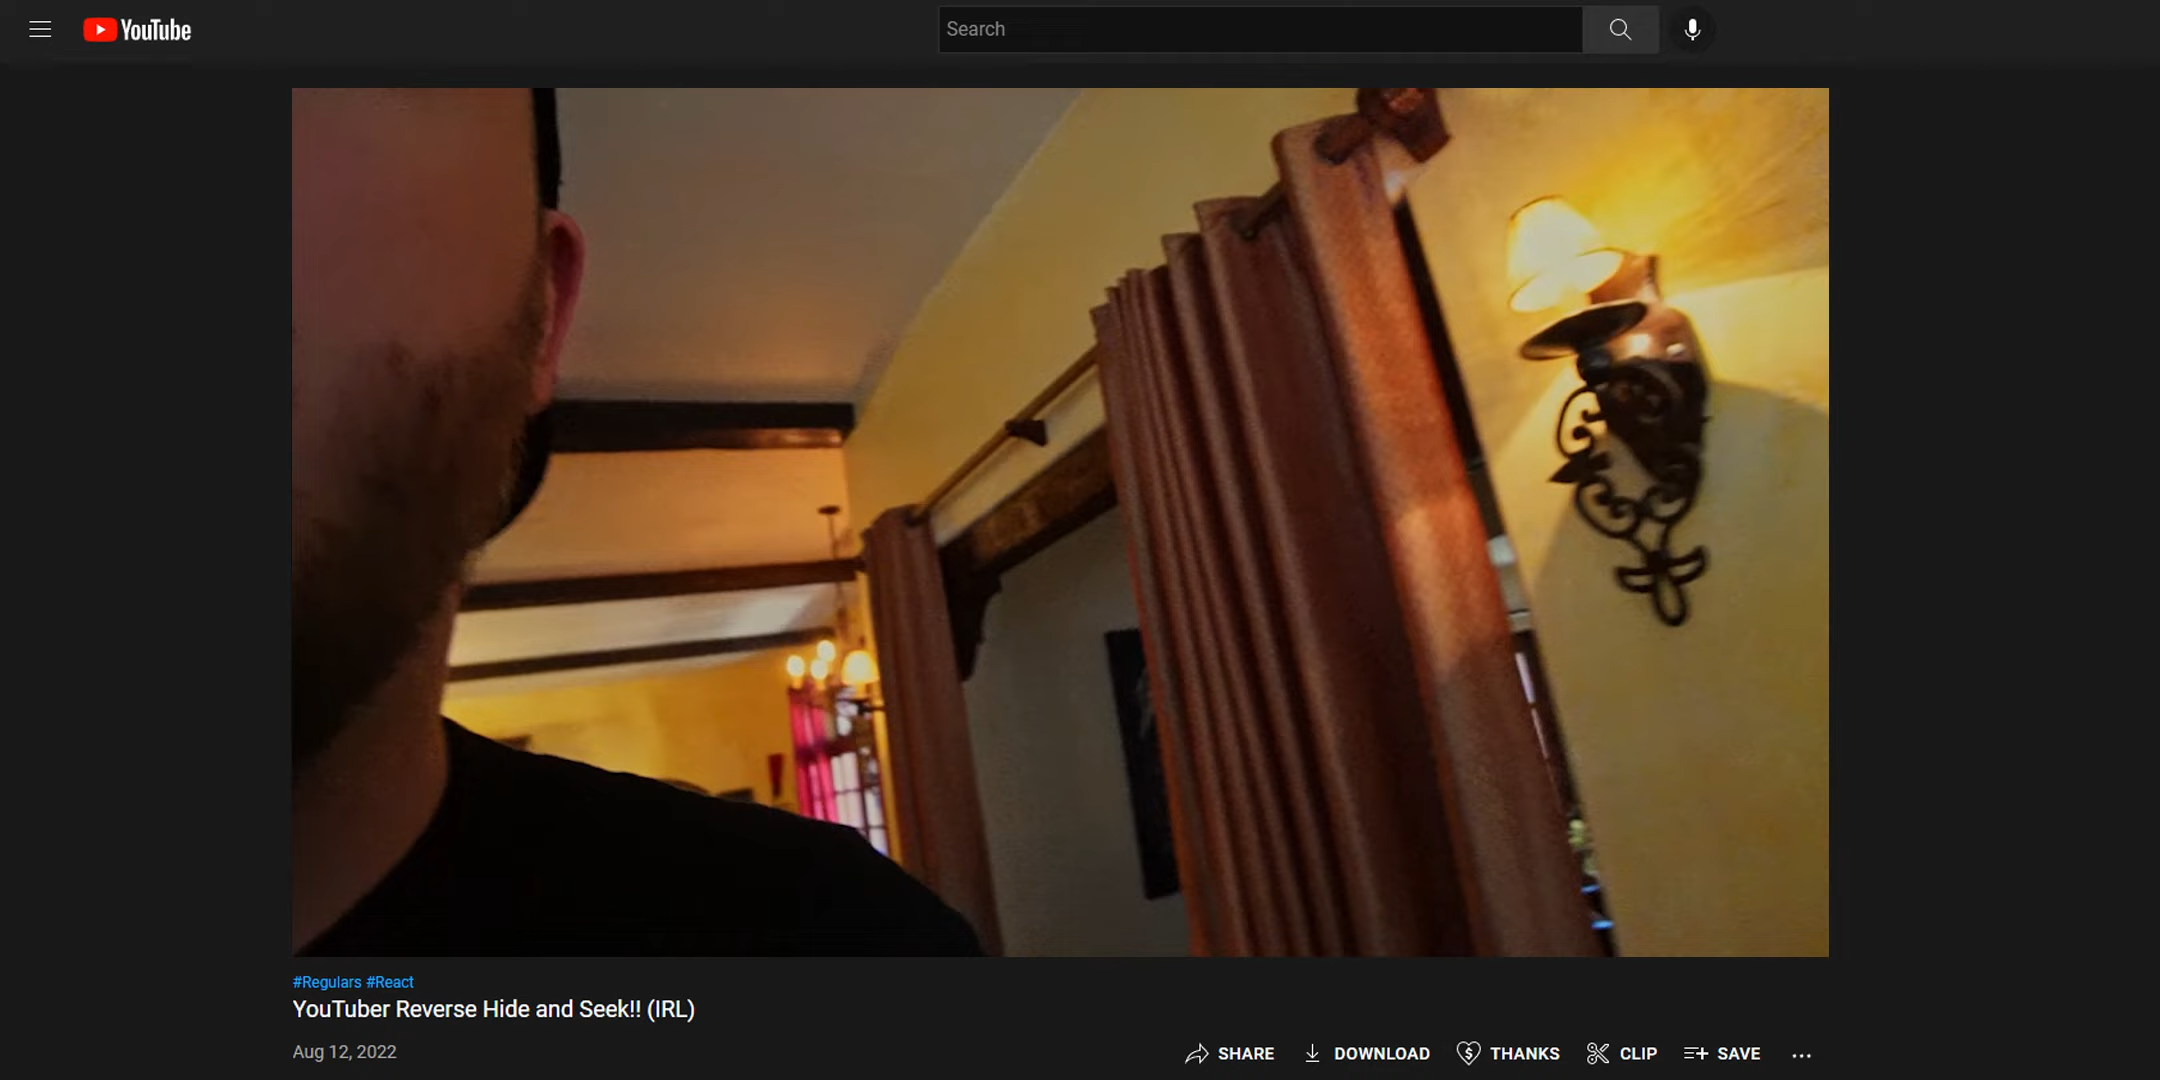 YouTube
Search
#Regulars #React
YouTuber Reverse Hide and Seek!! (IRL)
Aug 12, 2022
SHARE DOWNLOAD THANKS CLIP SAVE ...